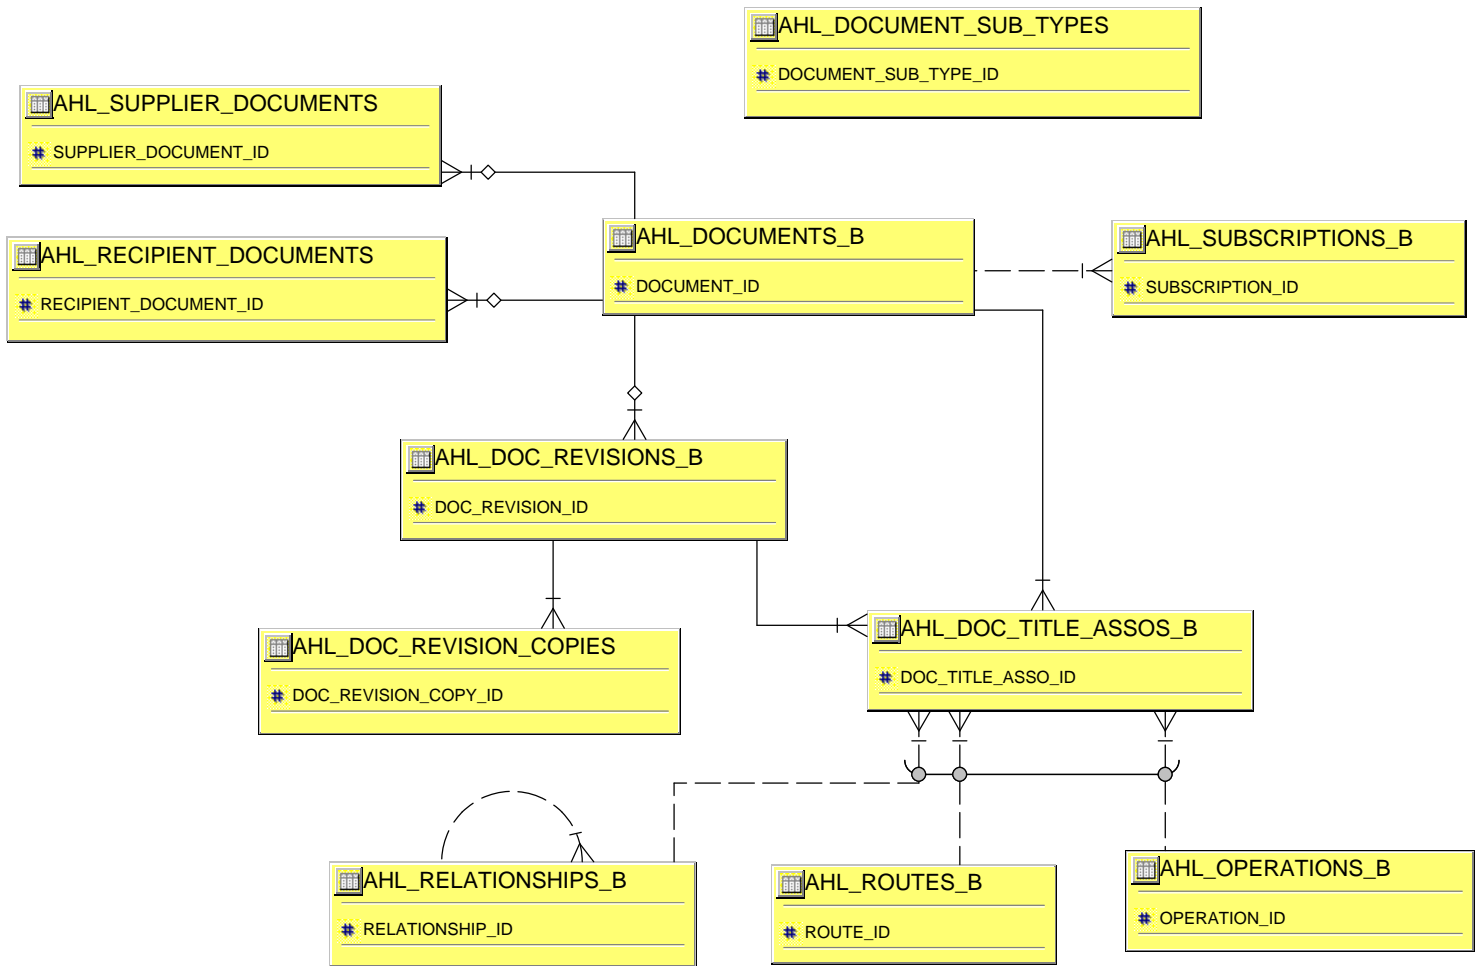 AHL_DOCUMENT_SUB_TYPES
# DOCUMENT_SUB_TYPE_ID
AHL_SUPPLIER_DOCUMENTS
# SUPPLIER_DOCUMENT_ID
AHL_RECIPIENT_DOCUMENTS
# RECIPIENT_DOCUMENT_ID
AHL_DOCUMENTS_B
# DOCUMENT_ID
AHL_SUBSCRIPTIONS_B
# SUBSCRIPTION_ID
AHL_DOC_REVISIONS_B
# DOC_REVISION_ID
AHL_DOC_REVISION_COPIES
# DOC_REVISION_COPY_ID
AHL_DOC_TITLE_ASSOS_B
# DOC_TITLE_ASSO_ID
AHL_RELATIONSHIPS_B
# RELATIONSHIP_ID
AHL_ROUTES_B
# ROUTE_ID
AHL_OPERATIONS_B
# OPERATION_ID